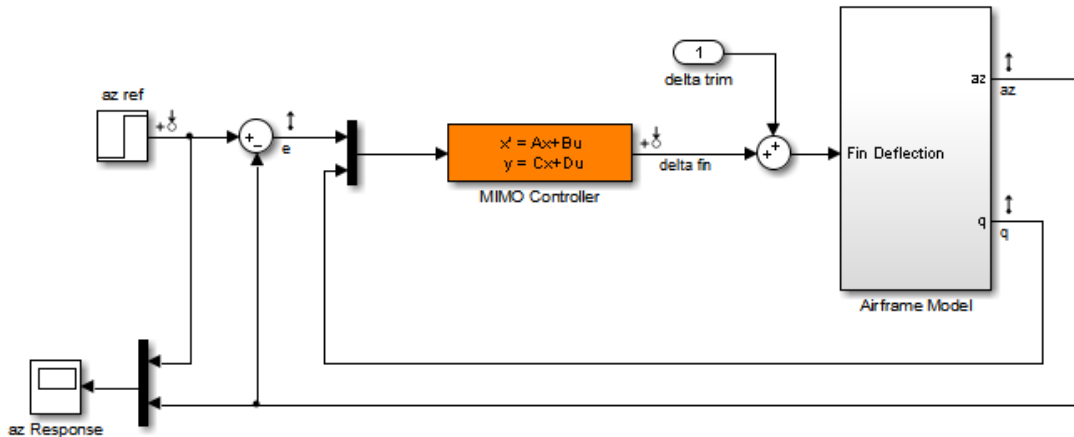 az ref
+
-
e
x' = Ax+Bu
y = Cx+Du
MIMO Controller
delta fin
1
delta trim
+
+
Fin Deflection
az
az
q
q
Airframe Model
az Response